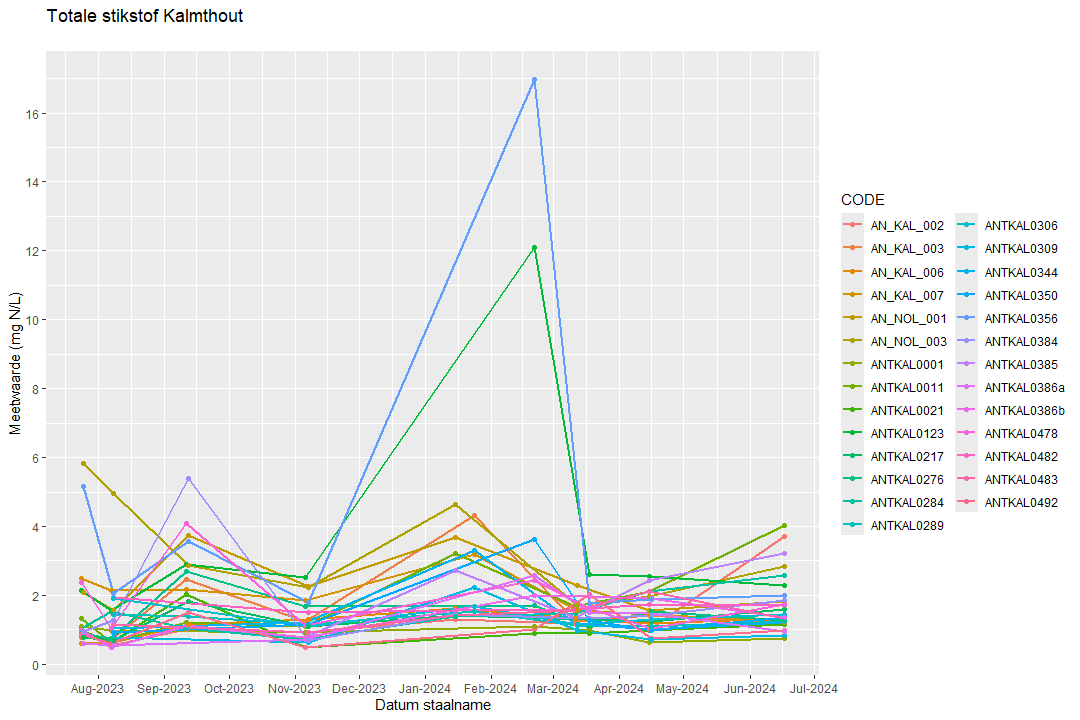 Totale stikstof Kalmthout
Meetwaarde (mg N/L)
16
14
12
10
8
6
4
2
0
Aug-2023 Sep-2023 Oct-2023 Nov-2023 Dec-2023 Jan-2024 Feb-2024 Mar-2024 Apr-2024 May-2024 Jun-2024 Jul-2024
Datum staalname
CODE
AN_KAL_002
AN_KAL_003
AN_KAL_006
AN_KAL_007
AN_NOL_001
AN_NOL_003
ANTKAL0001
ANTKAL0011
ANTKAL0021
ANTKAL0123
ANTKAL0217
ANTKAL0276
ANTKAL0284
ANTKAL0289
ANTKAL0306
ANTKAL0309
ANTKAL0344
ANTKAL0350
ANTKAL0356
ANTKAL0384
ANTKAL0385
ANTKAL0386a
ANTKAL0386b
ANTKAL0478
ANTKAL0482
ANTKAL0483
ANTKAL0492